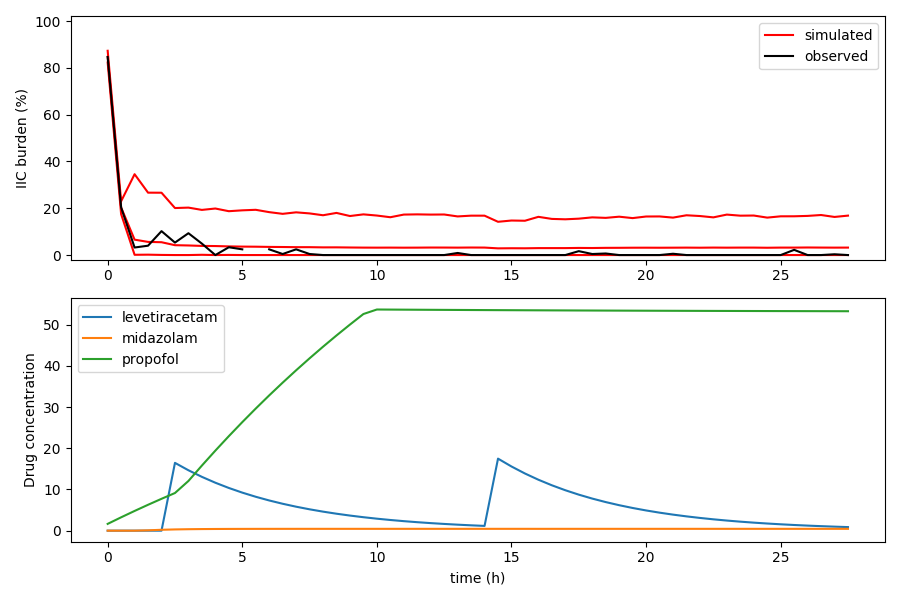 100
80
60
40
20
0
IIC burden (%)
simulated
observed
0 5 10 15 20 25
50
40
30
20
10
0
Drug concentration
levetiracetam
midazolam
propofol
0 5 10 15 20 25
time (h)